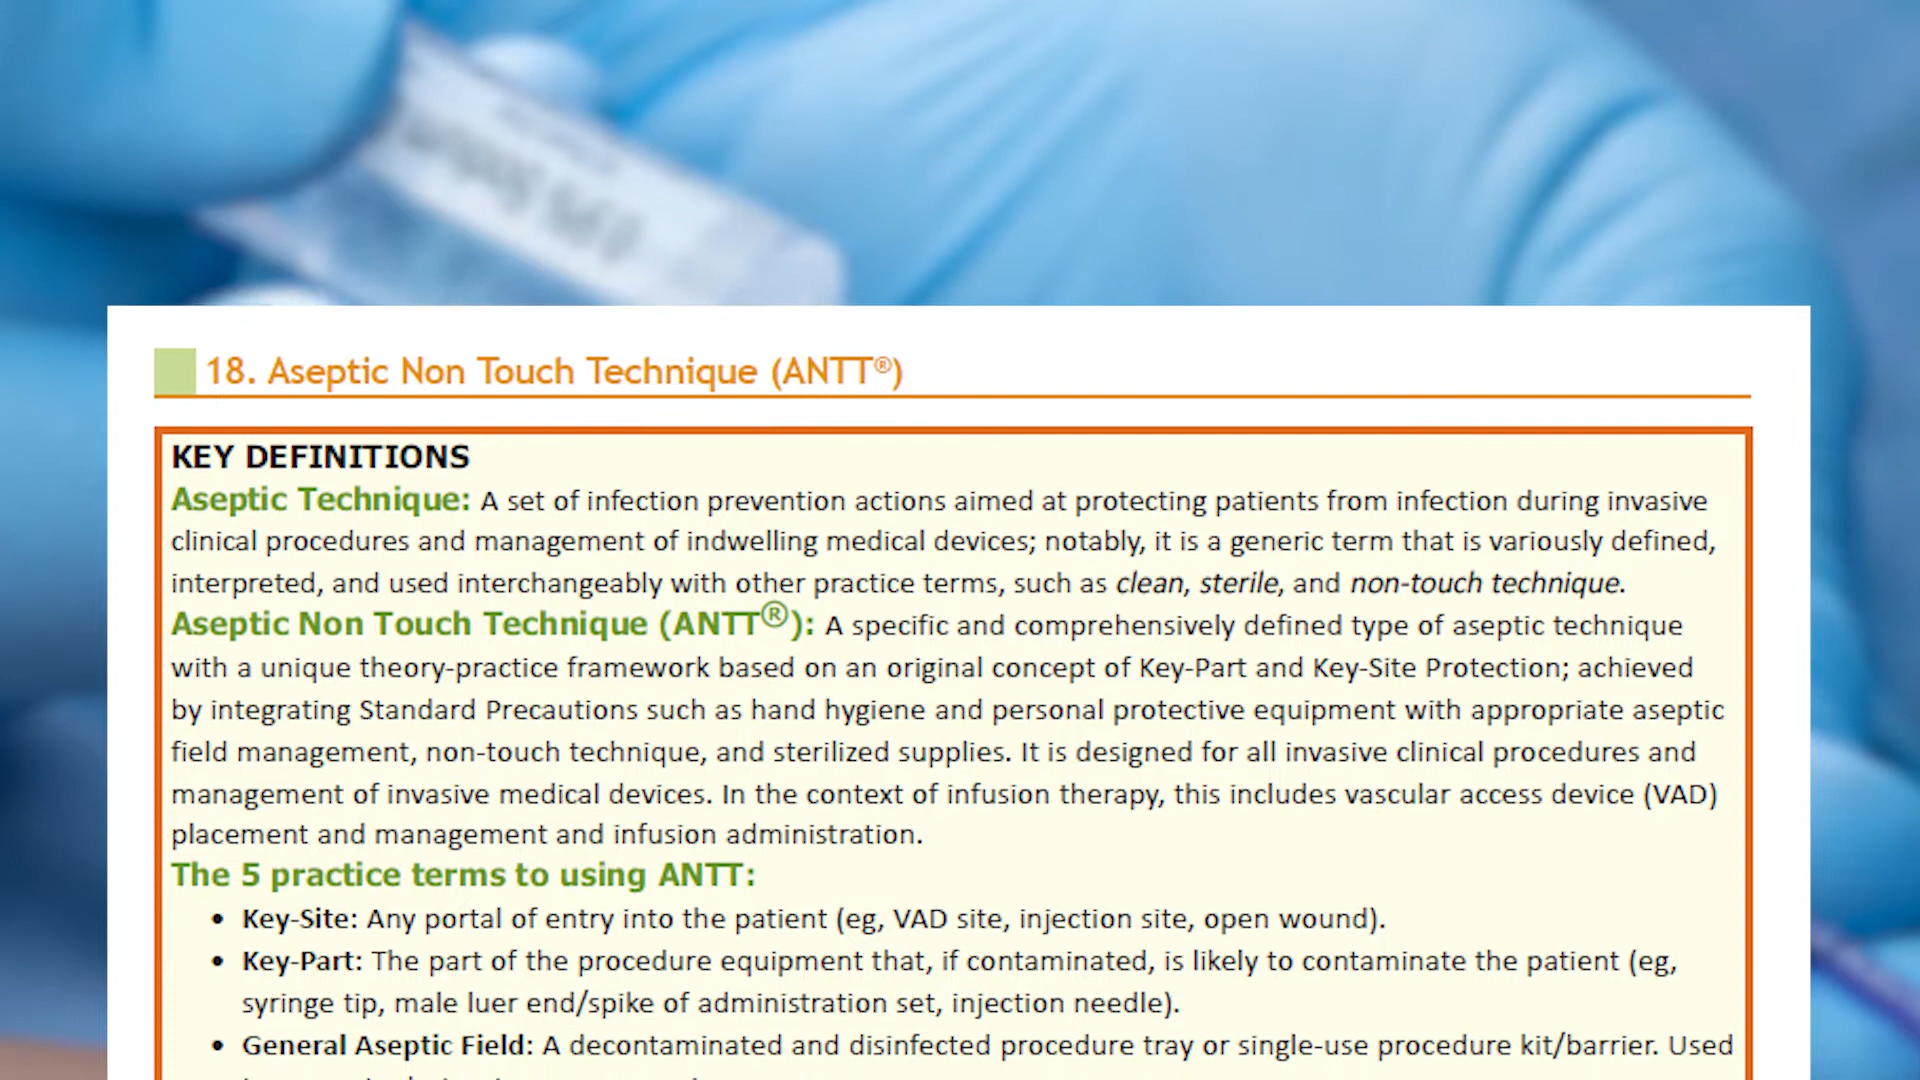 18. Aseptic Non Touch Technique (ANTT®)
KEY DEFINITIONS
Aseptic Technique: A set of infection prevention actions aimed at protecting patients from infection during invasive
clinical procedures and management of indwelling medical devices; notably, it is a generic term that is variously defined,
interpreted, and used interchangeably with other practice terms, such as clean, sterile, and non-touch technique.
Aseptic Non Touch Technique (ANTT®): A specific and comprehensively defined type of aseptic technique
with a unique theory-practice framework based on an original concept of Key-Part and Key-Site Protection; achieved
by integrating Standard Precautions such as hand hygiene and personal protective equipment with appropriate aseptic
field management, non-touch technique, and sterilized supplies. It is designed for all invasive clinical procedures and
management of invasive medical devices. In the context of infusion therapy, this includes vascular access device (VAD)
placement and management and infusion administration.
The 5 practice terms to using ANTT:
• Key-Site: Any portal of entry into the patient (eg, VAD site, injection site, open wound).
• Key-Part: The part of the procedure equipment that, if contaminated, is likely to contaminate the patient (eg,
syringe tip, male luer end/spike of administration set, injection needle).
• General Aseptic Field: A decontaminated and disinfected procedure tray or single-use procedure kit/barrier. Used